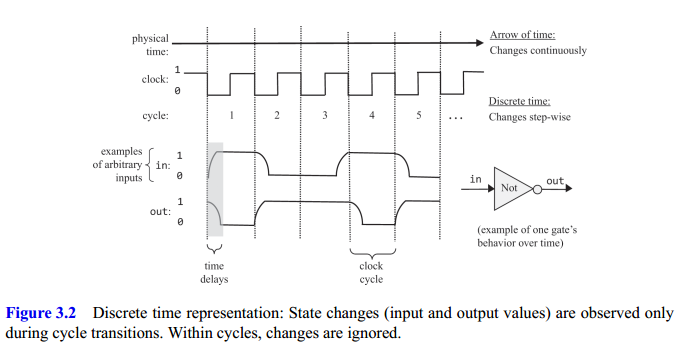 physical
time:
Arrow of time:
Changes continuously
clock:
1
0
Discrete time:
Changes step-wise
cycle:
1 2 3 4 5 ...
examples
of arbitrary
inputs
in:
1
0
in Not out
out:
1
0
(example of one gate's
behavior over time)
time
delays
clock
cycle
Figure 3.2 Discrete time representation: State changes (input and output values) are observed only
during cycle transitions. Within cycles, changes are ignored.